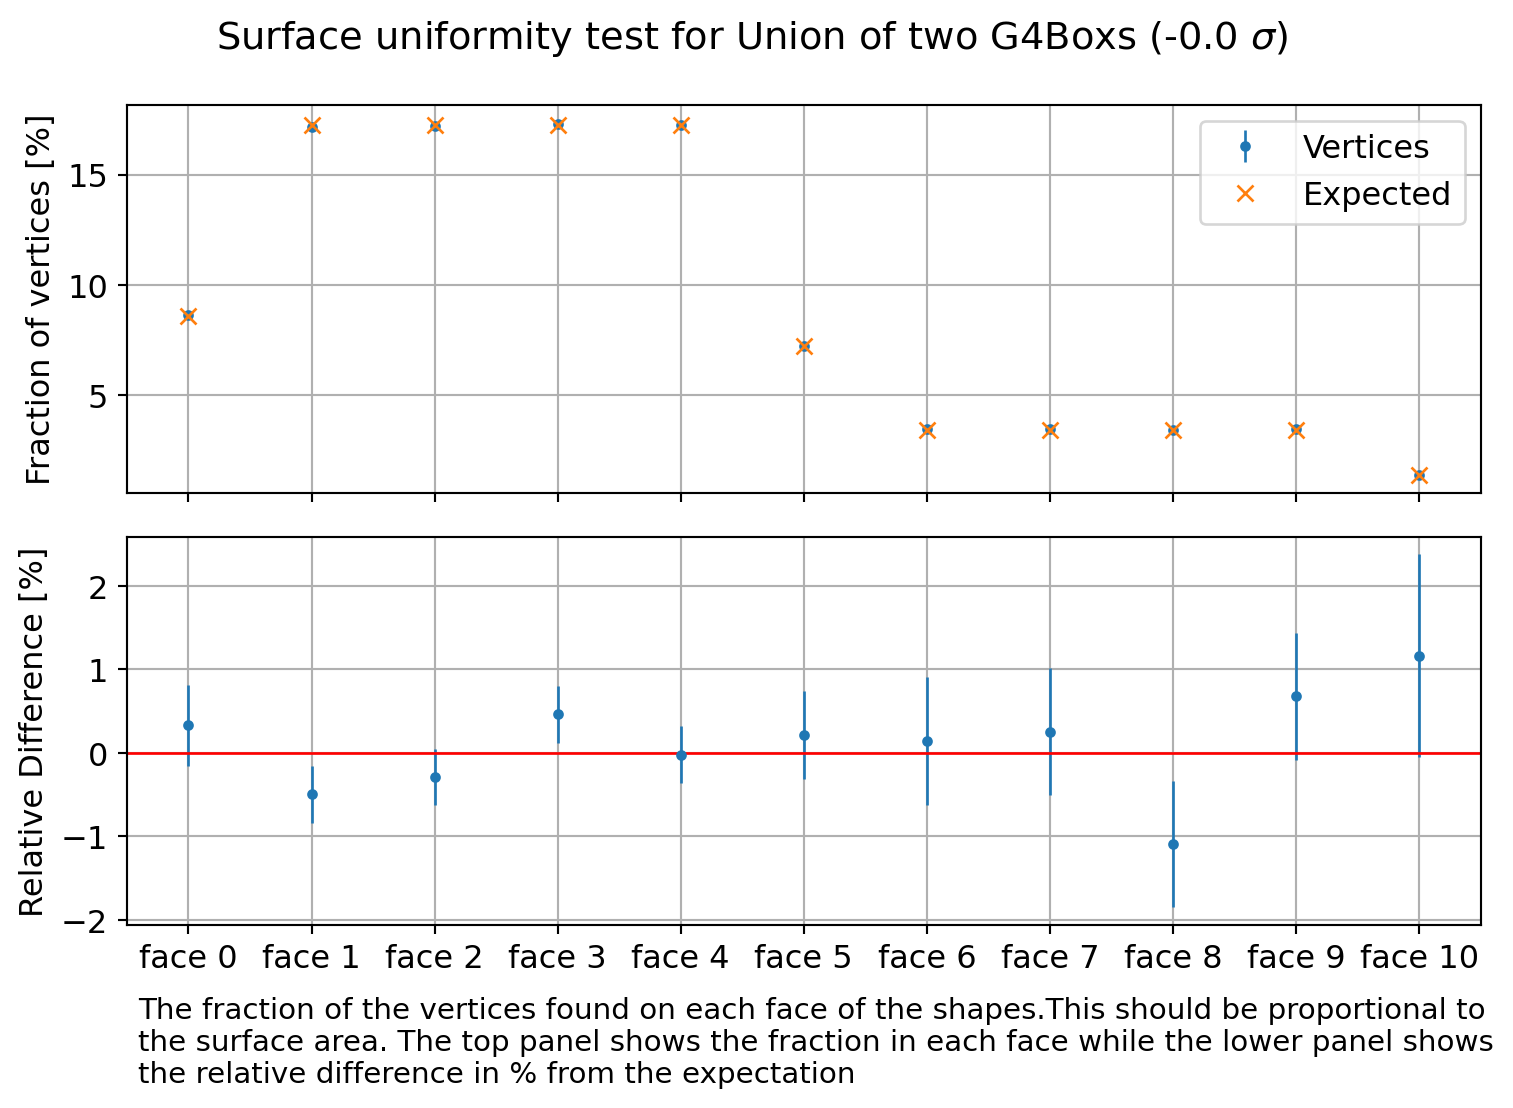 Surface uniformity test for Union of two G4Boxs (-0.0 σ)
Fraction of vertices [%]
15
10
5
Vertices
Expected
Relative Difference [%]
2
1
0
−1
−2
face 0 face 1 face 2 face 3 face 4 face 5 face 6 face 7 face 8 face 9 face 10
The fraction of the vertices found on each face of the shapes.This should be proportional to
the surface area. The top panel shows the fraction in each face while the lower panel shows
the relative difference in % from the expectation